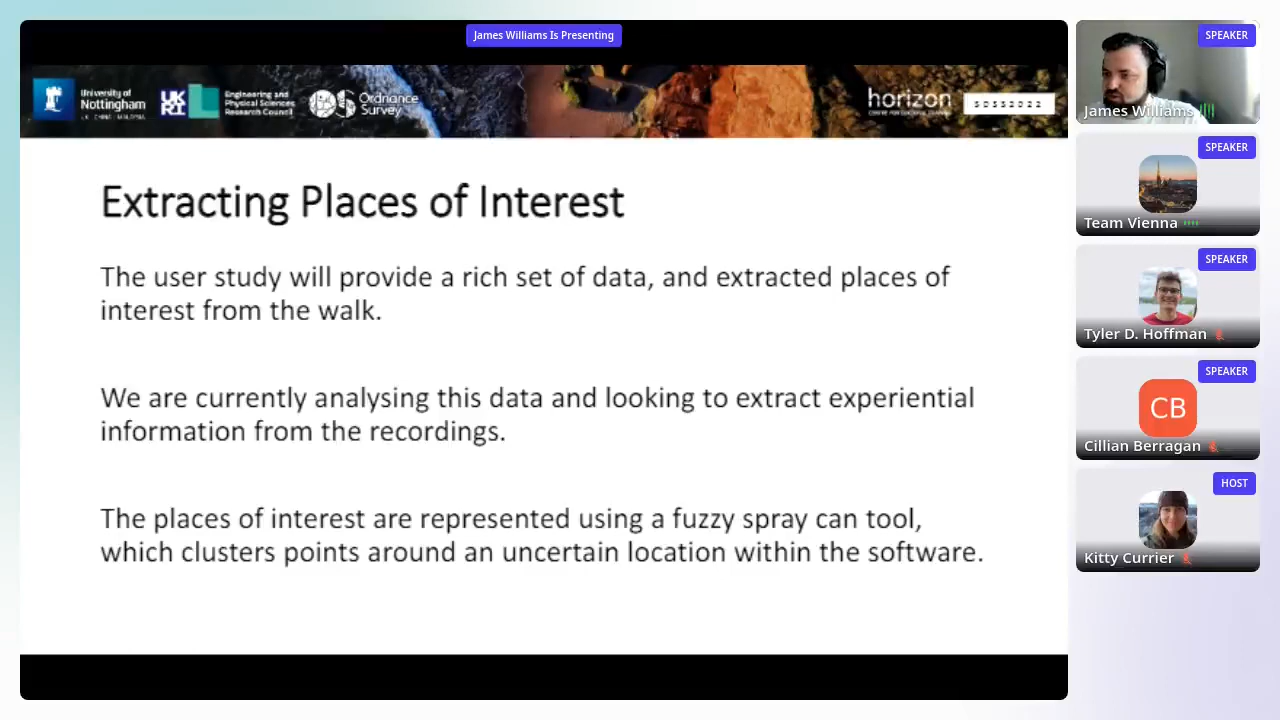 James Williams Is Presenting
University of
Nottingham
UK | CHINA | MALAYSIA
UK
RI
Engineering and
Physical Sciences
Research Council
OS
Ordnance
Survey
horizon
SDSS2022
Extracting Places of Interest
The user study will provide a rich set of data, and extracted places of
interest from the walk.
We are currently analysing this data and looking to extract experiential
information from the recordings.
The places of interest are represented using a fuzzy spray can tool,
which clusters points around an uncertain location within the software.
SPEAKER
James Williams
SPEAKER
Team Vienna
SPEAKER
Tyler D. Hoffman
SPEAKER
CB
Cillian Berragan
HOST
Kitty Currier